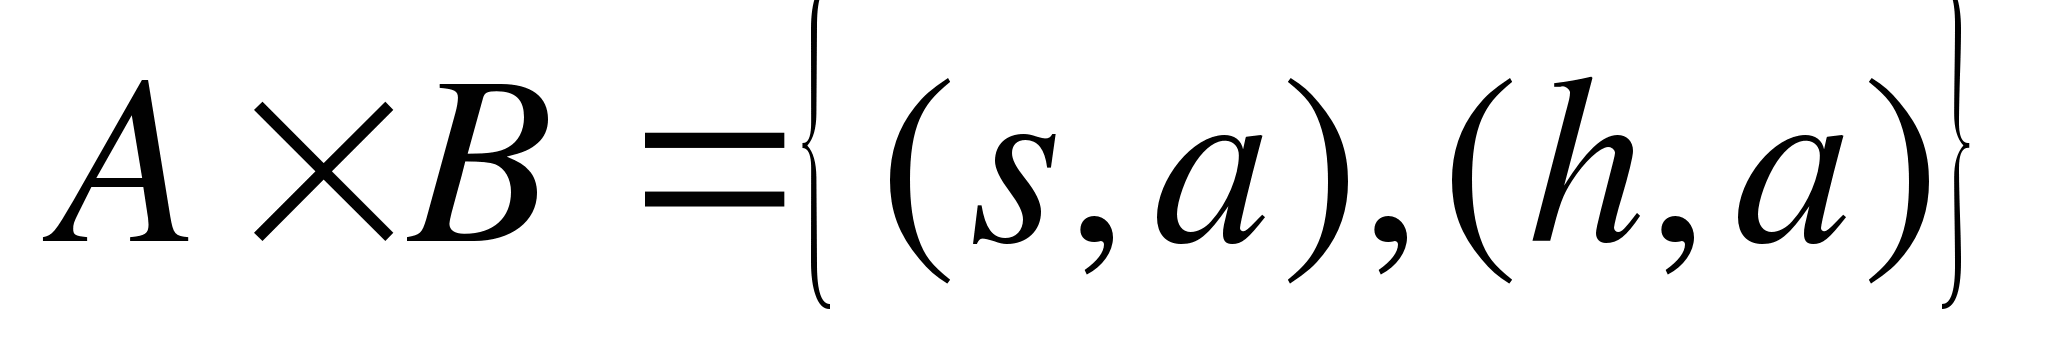 A × B = { (s, a), (h, a) }